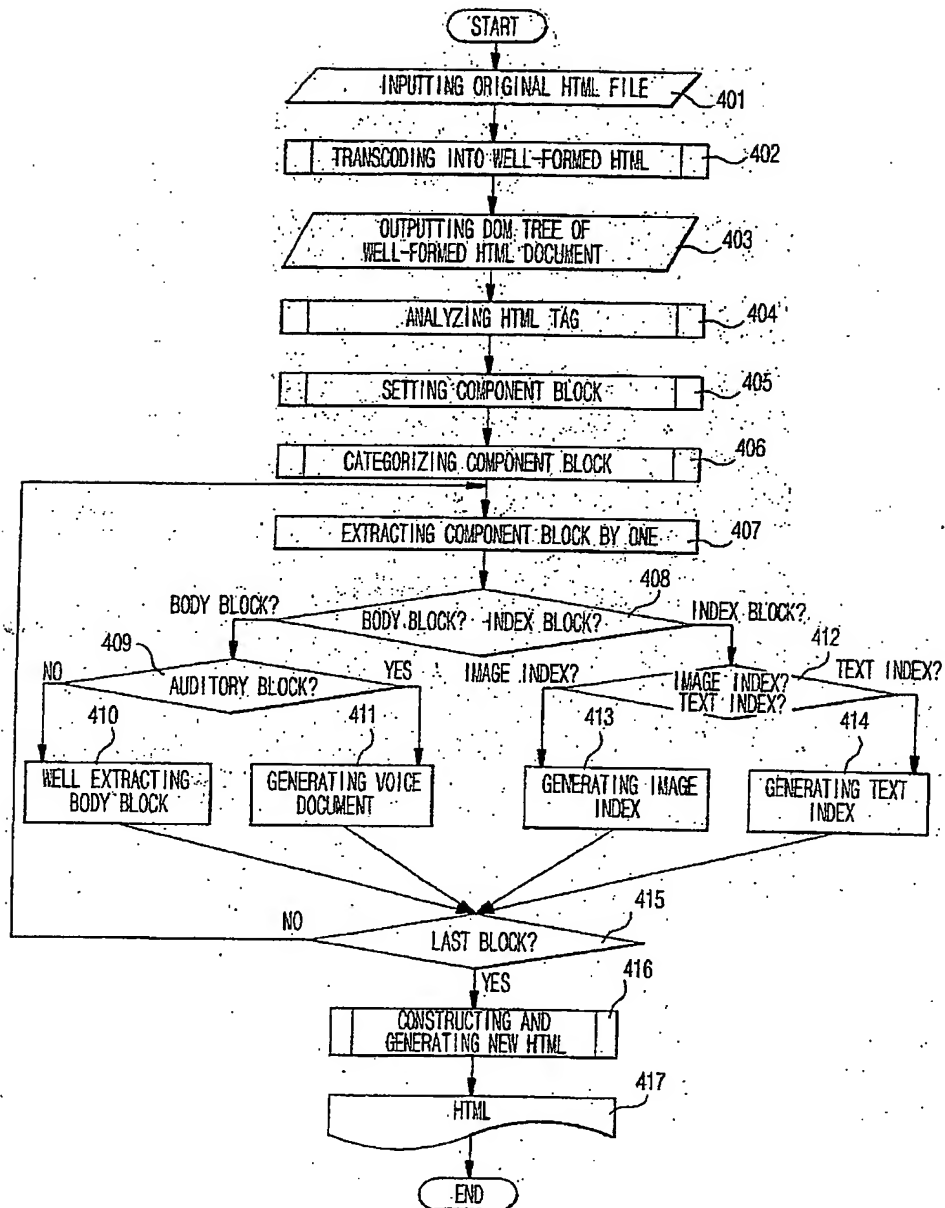 START
INPUTTING ORIGINAL HTML FILE
401
TRANSCODING INTO WELL-FORMED HTML
402
OUTPUTTING DOM TREE OF
WELL-FORMED HTML DOCUMENT
403
ANALYZING HTML TAG
404
SETTING COMPONENT BLOCK
405
CATEGORIZING COMPONENT BLOCK
406
EXTRACTING COMPONENT BLOCK BY ONE
407
408
BODY BLOCK?
BODY BLOCK? INDEX BLOCK?
INDEX BLOCK?
409
NO
AUDITORY BLOCK?
YES
IMAGE INDEX?
IMAGE INDEX?
TEXT INDEX?
412
TEXT INDEX?
410
WELL EXTRACTING
BODY BLOCK
411
GENERATING VOICE
DOCUMENT
413
GENERATING IMAGE
INDEX
414
GENERATING TEXT
INDEX
NO
LAST BLOCK?
415
YES
416
CONSTRUCTING AND
GENERATING NEW HTML
417
HTML
END